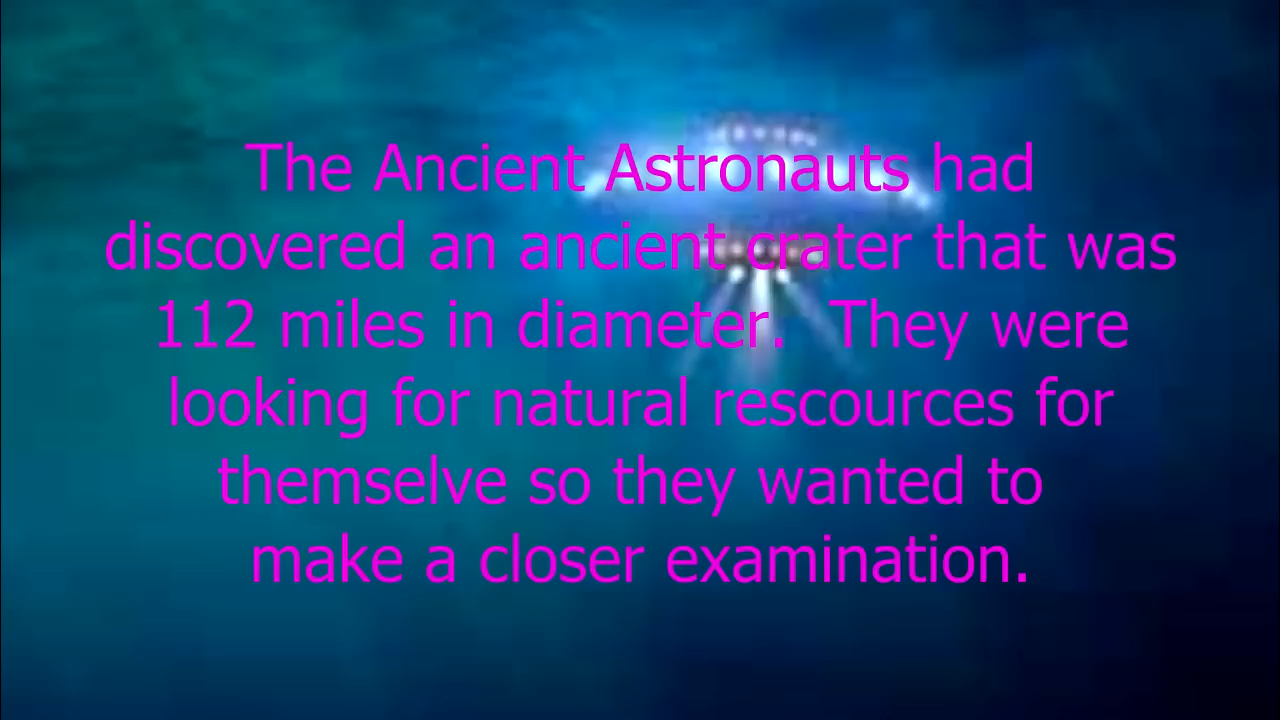 The Ancient Astronauts had
discovered an ancient crater that was
112 miles in diameter.  They were
looking for natural rescources for
themselve so they wanted to
make a closer examination.